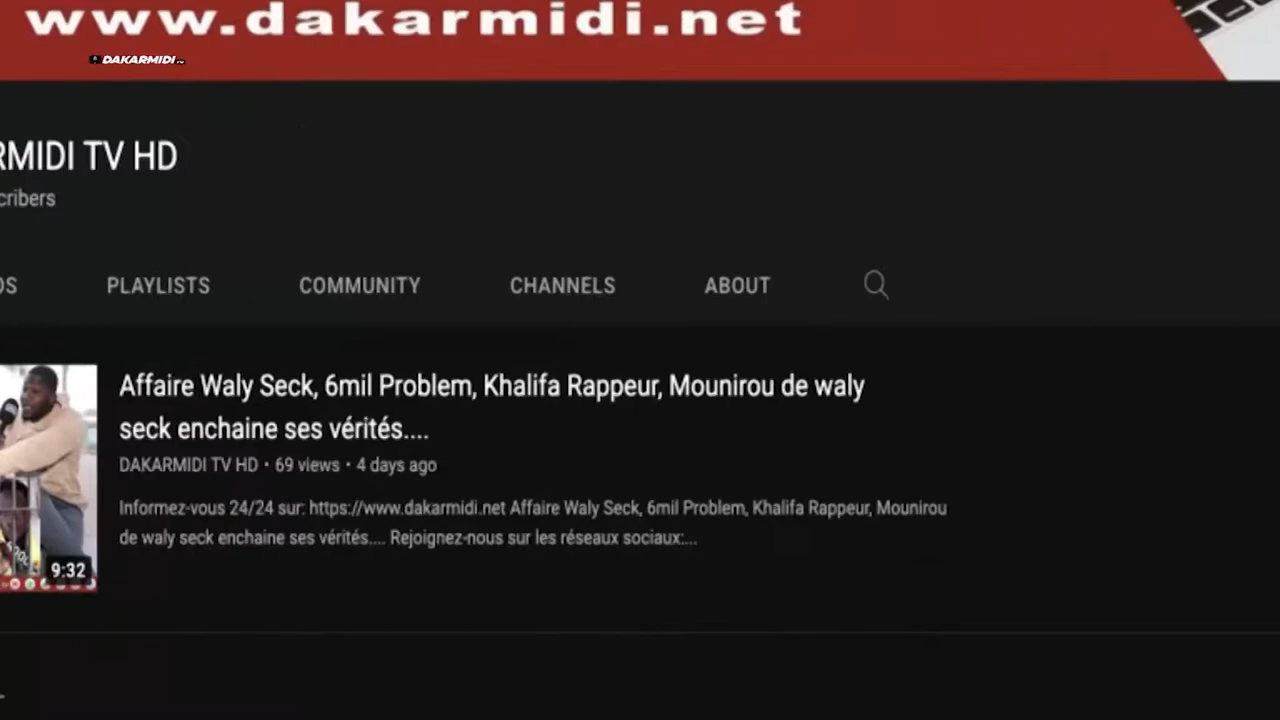 www.dakarmidi.net
DAKARMIDI TV
RMIDI TV HD
cribers
OS
PLAYLISTS
COMMUNITY
CHANNELS
ABOUT
Affaire Waly Seck, 6mil Problem, Khalifa Rappeur, Mounirou de waly
seck enchaine ses vérités....
DAKARMIDI TV HD • 69 views • 4 days ago
Informez-vous 24/24 sur: https://www.dakarmidi.net Affaire Waly Seck, 6mil Problem, Khalifa Rappeur, Mounirou
de waly seck enchaine ses vérités.... Rejoignez-nous sur les réseaux sociaux:...
9:32